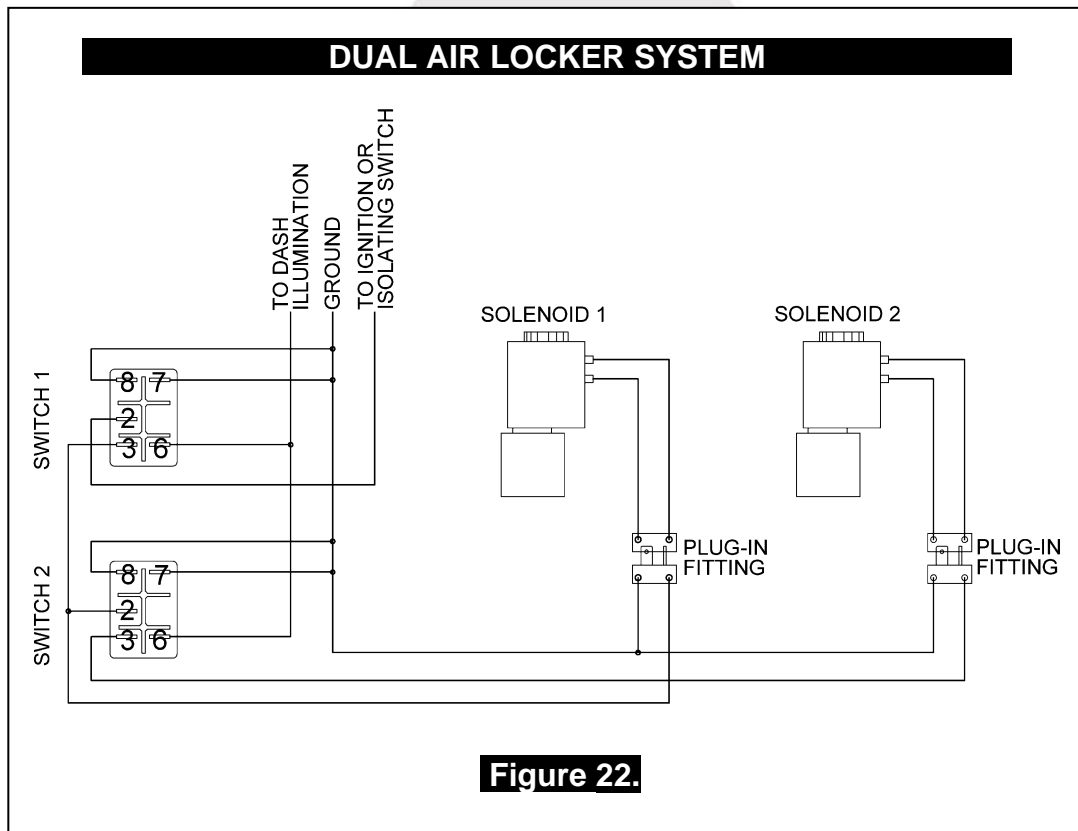 DUAL AIR LOCKER SYSTEM
TO DASH
ILLUMINATION
GROUND
TO IGNITION OR
ISOLATING SWITCH
SOLENOID 1
SOLENOID 2
SWITCH 1
8 7
2
3 6
SWITCH 2
8 7
2
3 6
PLUG-IN
FITTING
PLUG-IN
FITTING
Figure 22.